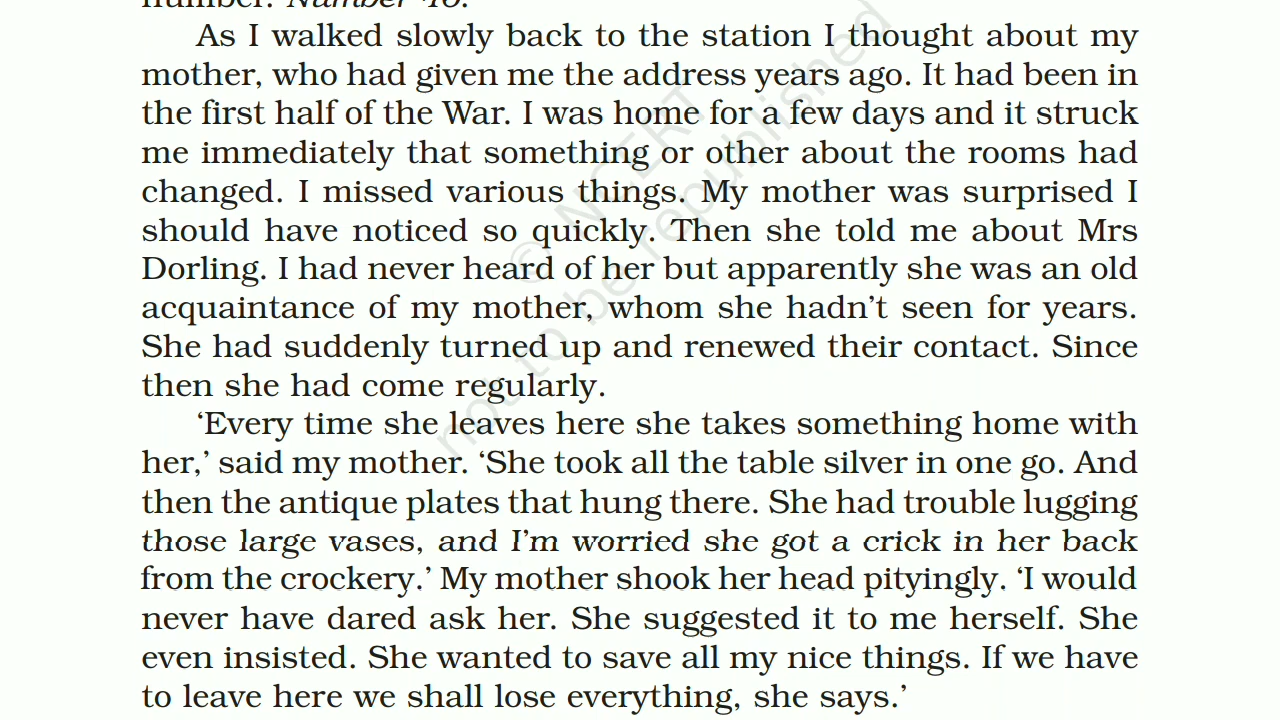 number. Number 46.
As I walked slowly back to the station I thought about my
mother, who had given me the address years ago. It had been in
the first half of the War. I was home for a few days and it struck
me immediately that something or other about the rooms had
changed. I missed various things. My mother was surprised I
should have noticed so quickly. Then she told me about Mrs
Dorling. I had never heard of her but apparently she was an old
acquaintance of my mother, whom she hadn’t seen for years.
She had suddenly turned up and renewed their contact. Since
then she had come regularly.
‘Every time she leaves here she takes something home with
her,’ said my mother. ‘She took all the table silver in one go. And
then the antique plates that hung there. She had trouble lugging
those large vases, and I’m worried she got a crick in her back
from the crockery.’ My mother shook her head pityingly. ‘I would
never have dared ask her. She suggested it to me herself. She
even insisted. She wanted to save all my nice things. If we have
to leave here we shall lose everything, she says.’
© NCERT
not to be republished